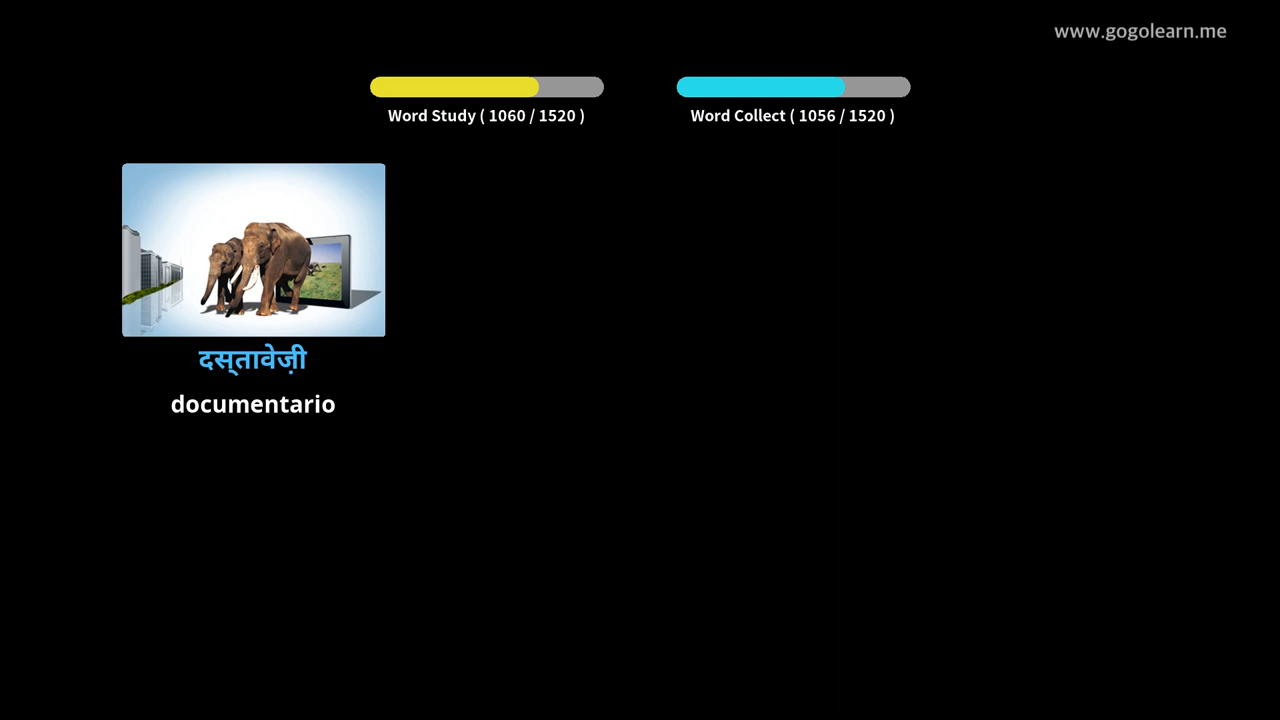 www.gogolearn.me
Word Study ( 1060 / 1520 )
Word Collect ( 1056 / 1520 )
दस्तावेज़ी
documentario